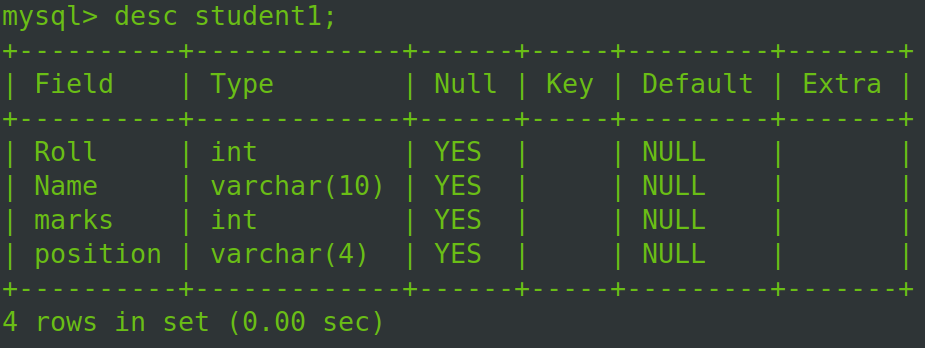 mysql> desc student1;
+----------+-------------+------+-----+---------+-------+
| Field    | Type        | Null | Key | Default | Extra |
+----------+-------------+------+-----+---------+-------+
| Roll     | int         | YES  |     | NULL    |       |
| Name     | varchar(10) | YES  |     | NULL    |       |
| marks    | int         | YES  |     | NULL    |       |
| position | varchar(4)  | YES  |     | NULL    |       |
+----------+-------------+------+-----+---------+-------+
4 rows in set (0.00 sec)